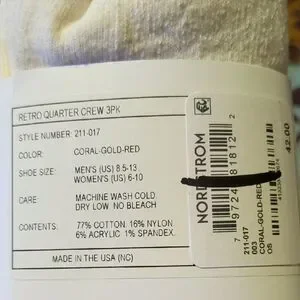 RETRO QUARTER CREW 3PK
STYLE NUMBER: 211-017
COLOR: CORAL-GOLD-RED
SHOE SIZE: MEN'S (US) 8.5-13
WOMEN'S (US) 6-10
CARE: MACHINE WASH COLD
DRY LOW NO BLEACH
CONTENTS: 77% COTTON. 16% NYLON
6% ACRYLIC 1% SPANDEX.
MADE IN THE USA (NC)
NORDSTROM
211-017
003
CORAL-GOLD-RED
OS
42.00